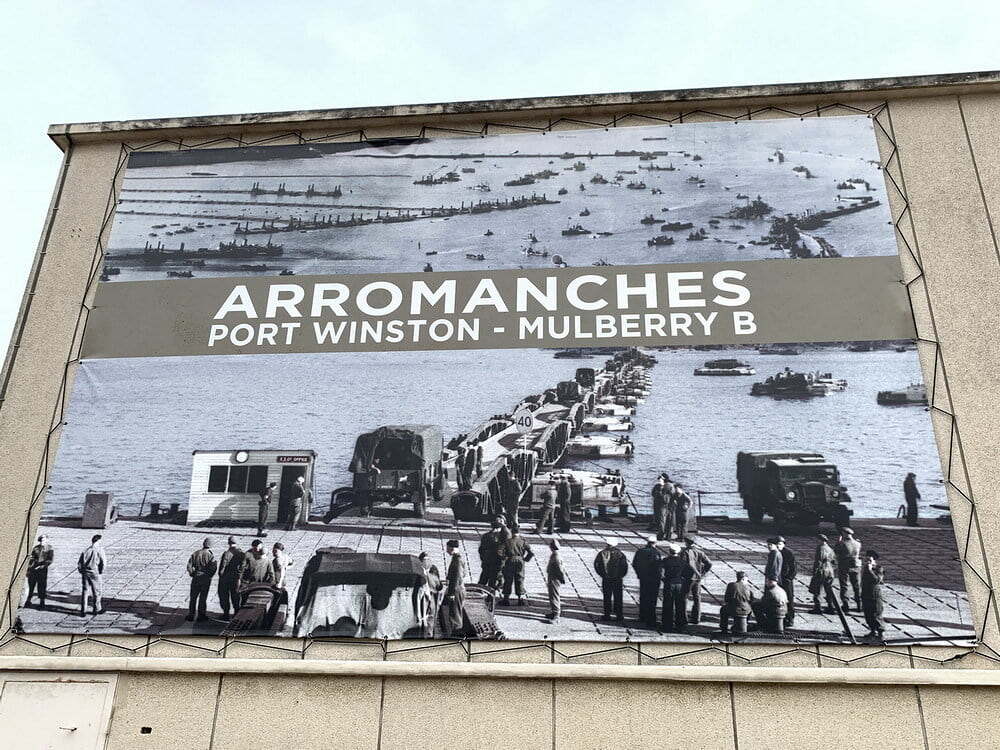 ARROMANCHES
PORT WINSTON - MULBERRY B
40